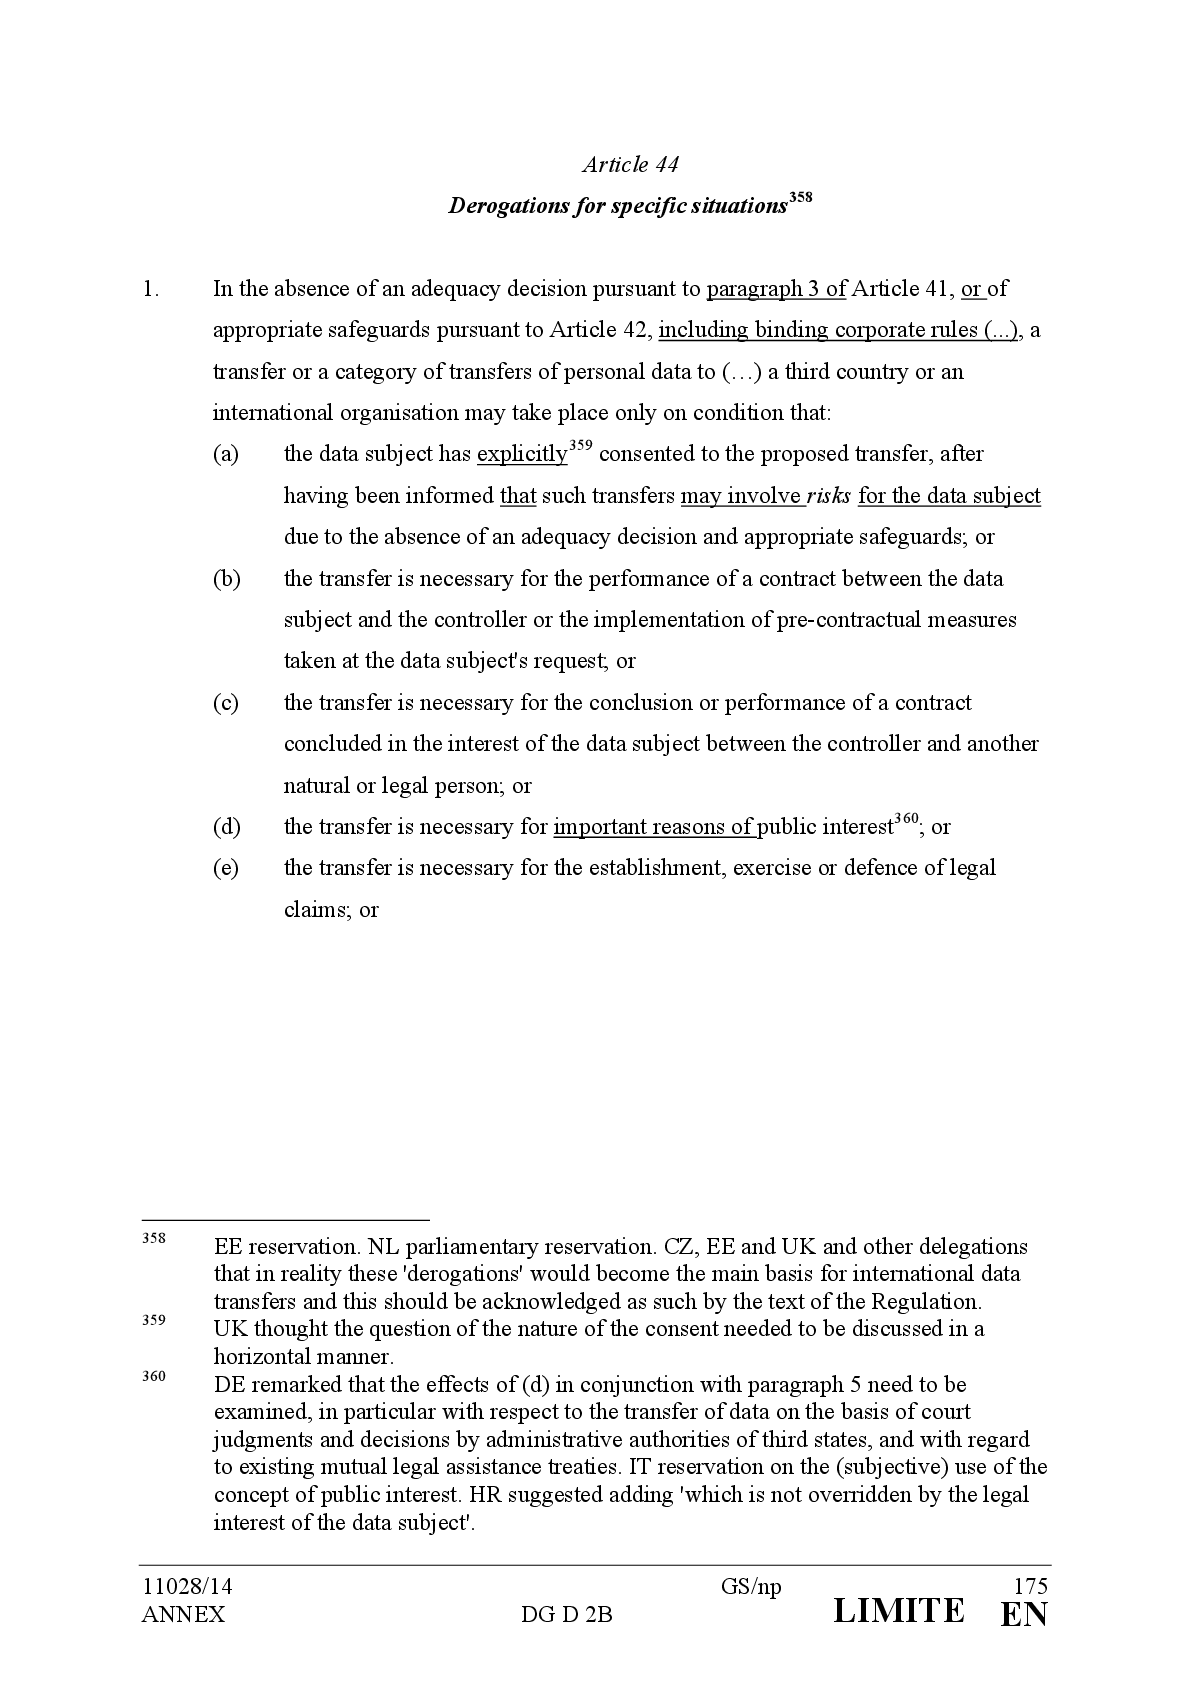 Article 44
Derogations for specific situations358
1. In the absence of an adequacy decision pursuant to paragraph 3 of Article 41, or of
appropriate safeguards pursuant to Article 42, including binding corporate rules (...), a
transfer or a category of transfers of personal data to (…) a third country or an
international organisation may take place only on condition that:
(a) the data subject has explicitly359 consented to the proposed transfer, after
having been informed that such transfers may involve risks for the data subject
due to the absence of an adequacy decision and appropriate safeguards; or
(b) the transfer is necessary for the performance of a contract between the data
subject and the controller or the implementation of pre-contractual measures
taken at the data subject's request; or
(c) the transfer is necessary for the conclusion or performance of a contract
concluded in the interest of the data subject between the controller and another
natural or legal person; or
(d) the transfer is necessary for important reasons of public interest360; or
(e) the transfer is necessary for the establishment, exercise or defence of legal
claims; or
358 EE reservation. NL parliamentary reservation. CZ, EE and UK and other delegations
that in reality these 'derogations' would become the main basis for international data
transfers and this should be acknowledged as such by the text of the Regulation.
359 UK thought the question of the nature of the consent needed to be discussed in a
horizontal manner.
360 DE remarked that the effects of (d) in conjunction with paragraph 5 need to be
examined, in particular with respect to the transfer of data on the basis of court
judgments and decisions by administrative authorities of third states, and with regard
to existing mutual legal assistance treaties. IT reservation on the (subjective) use of the
concept of public interest. HR suggested adding 'which is not overridden by the legal
interest of the data subject'.
11028/14 GS/np 175
ANNEX DG D 2B LIMITE EN